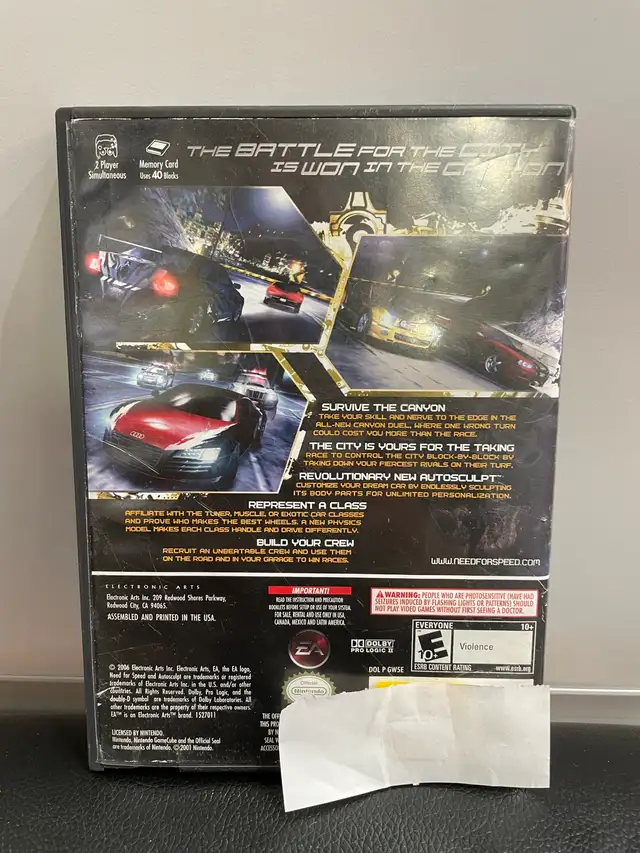 2 Player
Simultaneous
Memory Card
Uses 40 Blocks
THE BATTLE FOR THE CITY
IS WON IN THE CANYON
SURVIVE THE CANYON
TAKE YOUR SKILL AND NERVE TO THE EDGE IN THE
ALL-NEW CANYON DUEL, WHERE ONE WRONG TURN
COULD COST YOU MORE THAN THE RACE.
THE CITY IS YOURS FOR THE TAKING
RACE TO CONTROL THE CITY BLOCK-BY-BLOCK BY
TAKING DOWN YOUR FIERCEST RIVALS ON THEIR TURF.
REVOLUTIONARY NEW AUTOSCULPT™
CUSTOMIZE YOUR DREAM CAR BY ENDLESSLY SCULPTING
ITS BODY PARTS FOR UNLIMITED PERSONALIZATION.
REPRESENT A CLASS
AFFILIATE WITH THE TUNER, MUSCLE, OR EXOTIC CAR CLASSES
AND PROVE WHO MAKES THE BEST WHEELS. A NEW PHYSICS
MODEL MAKES EACH CLASS HANDLE AND DRIVE DIFFERENTLY.
BUILD YOUR CREW
RECRUIT AN UNBEATABLE CREW AND USE THEM
ON THE ROAD AND IN YOUR GARAGE TO WIN RACES.
WWW.NEEDFORSPEED.COM
ELECTRONIC ARTS
Electronic Arts Inc. 209 Redwood Shores Parkway,
Redwood City, CA 94065.
ASSEMBLED AND PRINTED IN THE USA.
IMPORTANT!
READ THE INSTRUCTION AND PRECAUTION
BOOKLETS BEFORE SETUP OR USE OF YOUR SYSTEM.
FOR SALE, RENTAL AND USE ONLY IN USA,
CANADA, MEXICO AND LATIN AMERICA.
WARNING: PEOPLE WHO ARE PHOTOSENSITIVE (HAVE HAD
SEIZURES INDUCED BY FLASHING LIGHTS OR PATTERNS) SHOULD
NOT PLAY VIDEO GAMES WITHOUT FIRST SEEING A DOCTOR.
EA
DOLBY
PRO LOGIC II
DOL P-GW5E
EVERYONE 10+
E
10+
Violence
ESRB CONTENT RATING www.esrb.org
© 2006 Electronic Arts Inc. Electronic Arts, EA, the EA logo,
Need for Speed and Autosculpt are trademarks or registered
trademarks of Electronic Arts Inc. in the U.S. and/or other
countries. All Rights Reserved. Dolby, Pro Logic, and the
double-D symbol are trademarks of Dolby Laboratories. All
other trademarks are the property of their respective owners.
EA™ is an Electronic Arts™ brand. 1527011
LICENSED BY NINTENDO.
Nintendo, Nintendo GameCube and the Official Seal
are trademarks of Nintendo. © 2001 Nintendo.
Official
Nintendo
THE OFF
THIS PRO
BY N
SEAL
ACCESSO